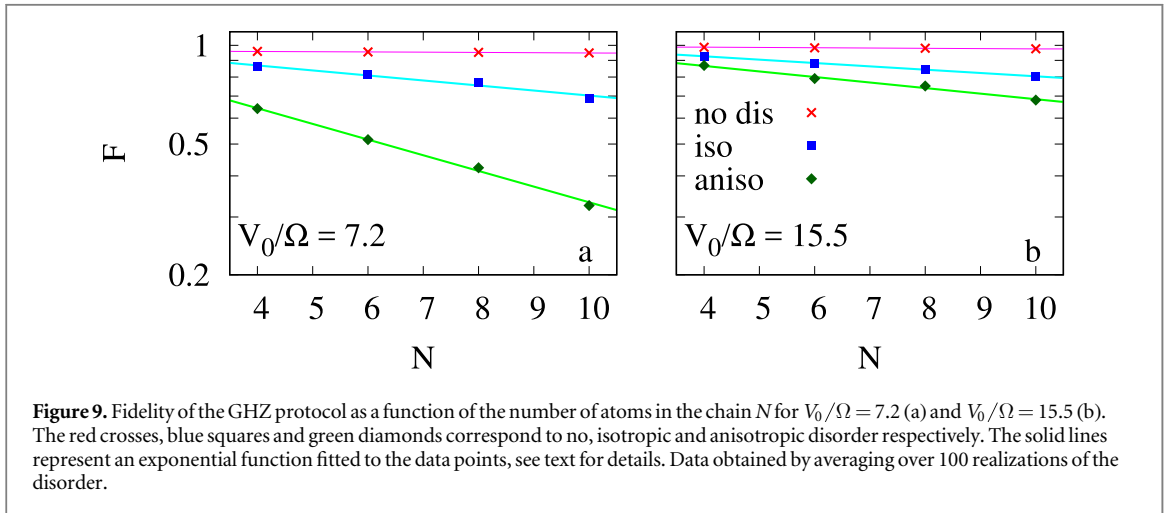 1
0.5
0.2
F
V₀/Ω = 7.2
a
4 5 6 7 8 9 10
N
no dis
iso
aniso
V₀/Ω = 15.5
b
4 5 6 7 8 9 10
N
Figure 9. Fidelity of the GHZ protocol as a function of the number of atoms in the chain N for V₀/Ω = 7.2 (a) and V₀/Ω = 15.5 (b).
The red crosses, blue squares and green diamonds correspond to no, isotropic and anisotropic disorder respectively. The solid lines
represent an exponential function fitted to the data points, see text for details. Data obtained by averaging over 100 realizations of the
disorder.